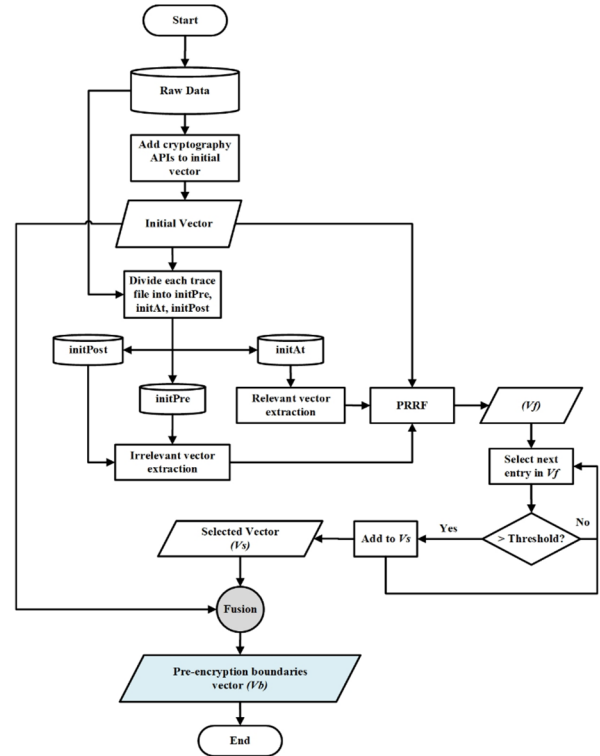 Start
Raw Data
Add cryptography
APIs to initial
vector
Initial Vector
Divide each trace
file into initPre,
initAt, initPost
initPost
initAt
initPre
Relevant vector
extraction
PRRF
(Vf)
Irrelevant vector
extraction
Select next
entry in Vf
> Threshold?
No
Yes
Add to Vs
Selected Vector
(Vs)
Fusion
Pre-encryption boundaries
vector (Vb)
End